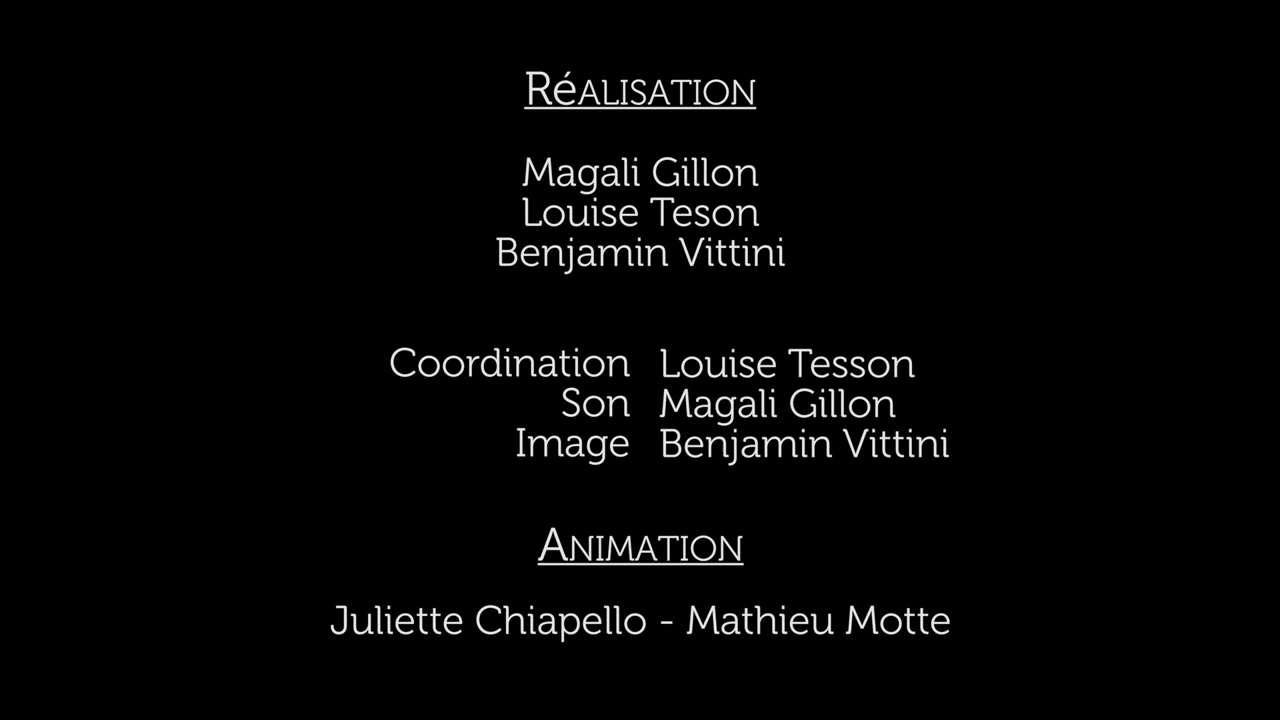 Réalisation
Magali Gillon
Louise Teson
Benjamin Vittini
Coordination Louise Tesson
Son Magali Gillon
Image Benjamin Vittini
Animation
Juliette Chiapello - Mathieu Motte